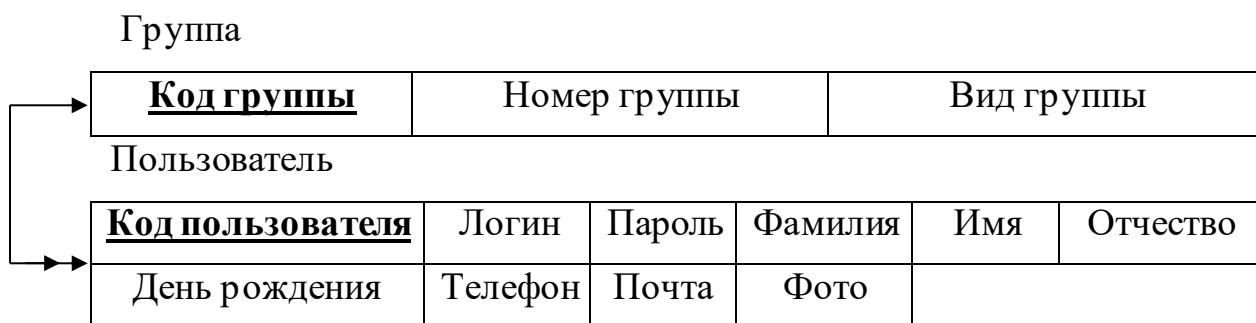 Группа
Код группы Номер группы Вид группы
Пользователь
Код пользователя Логин Пароль Фамилия Имя Отчество
День рождения Телефон Почта Фото